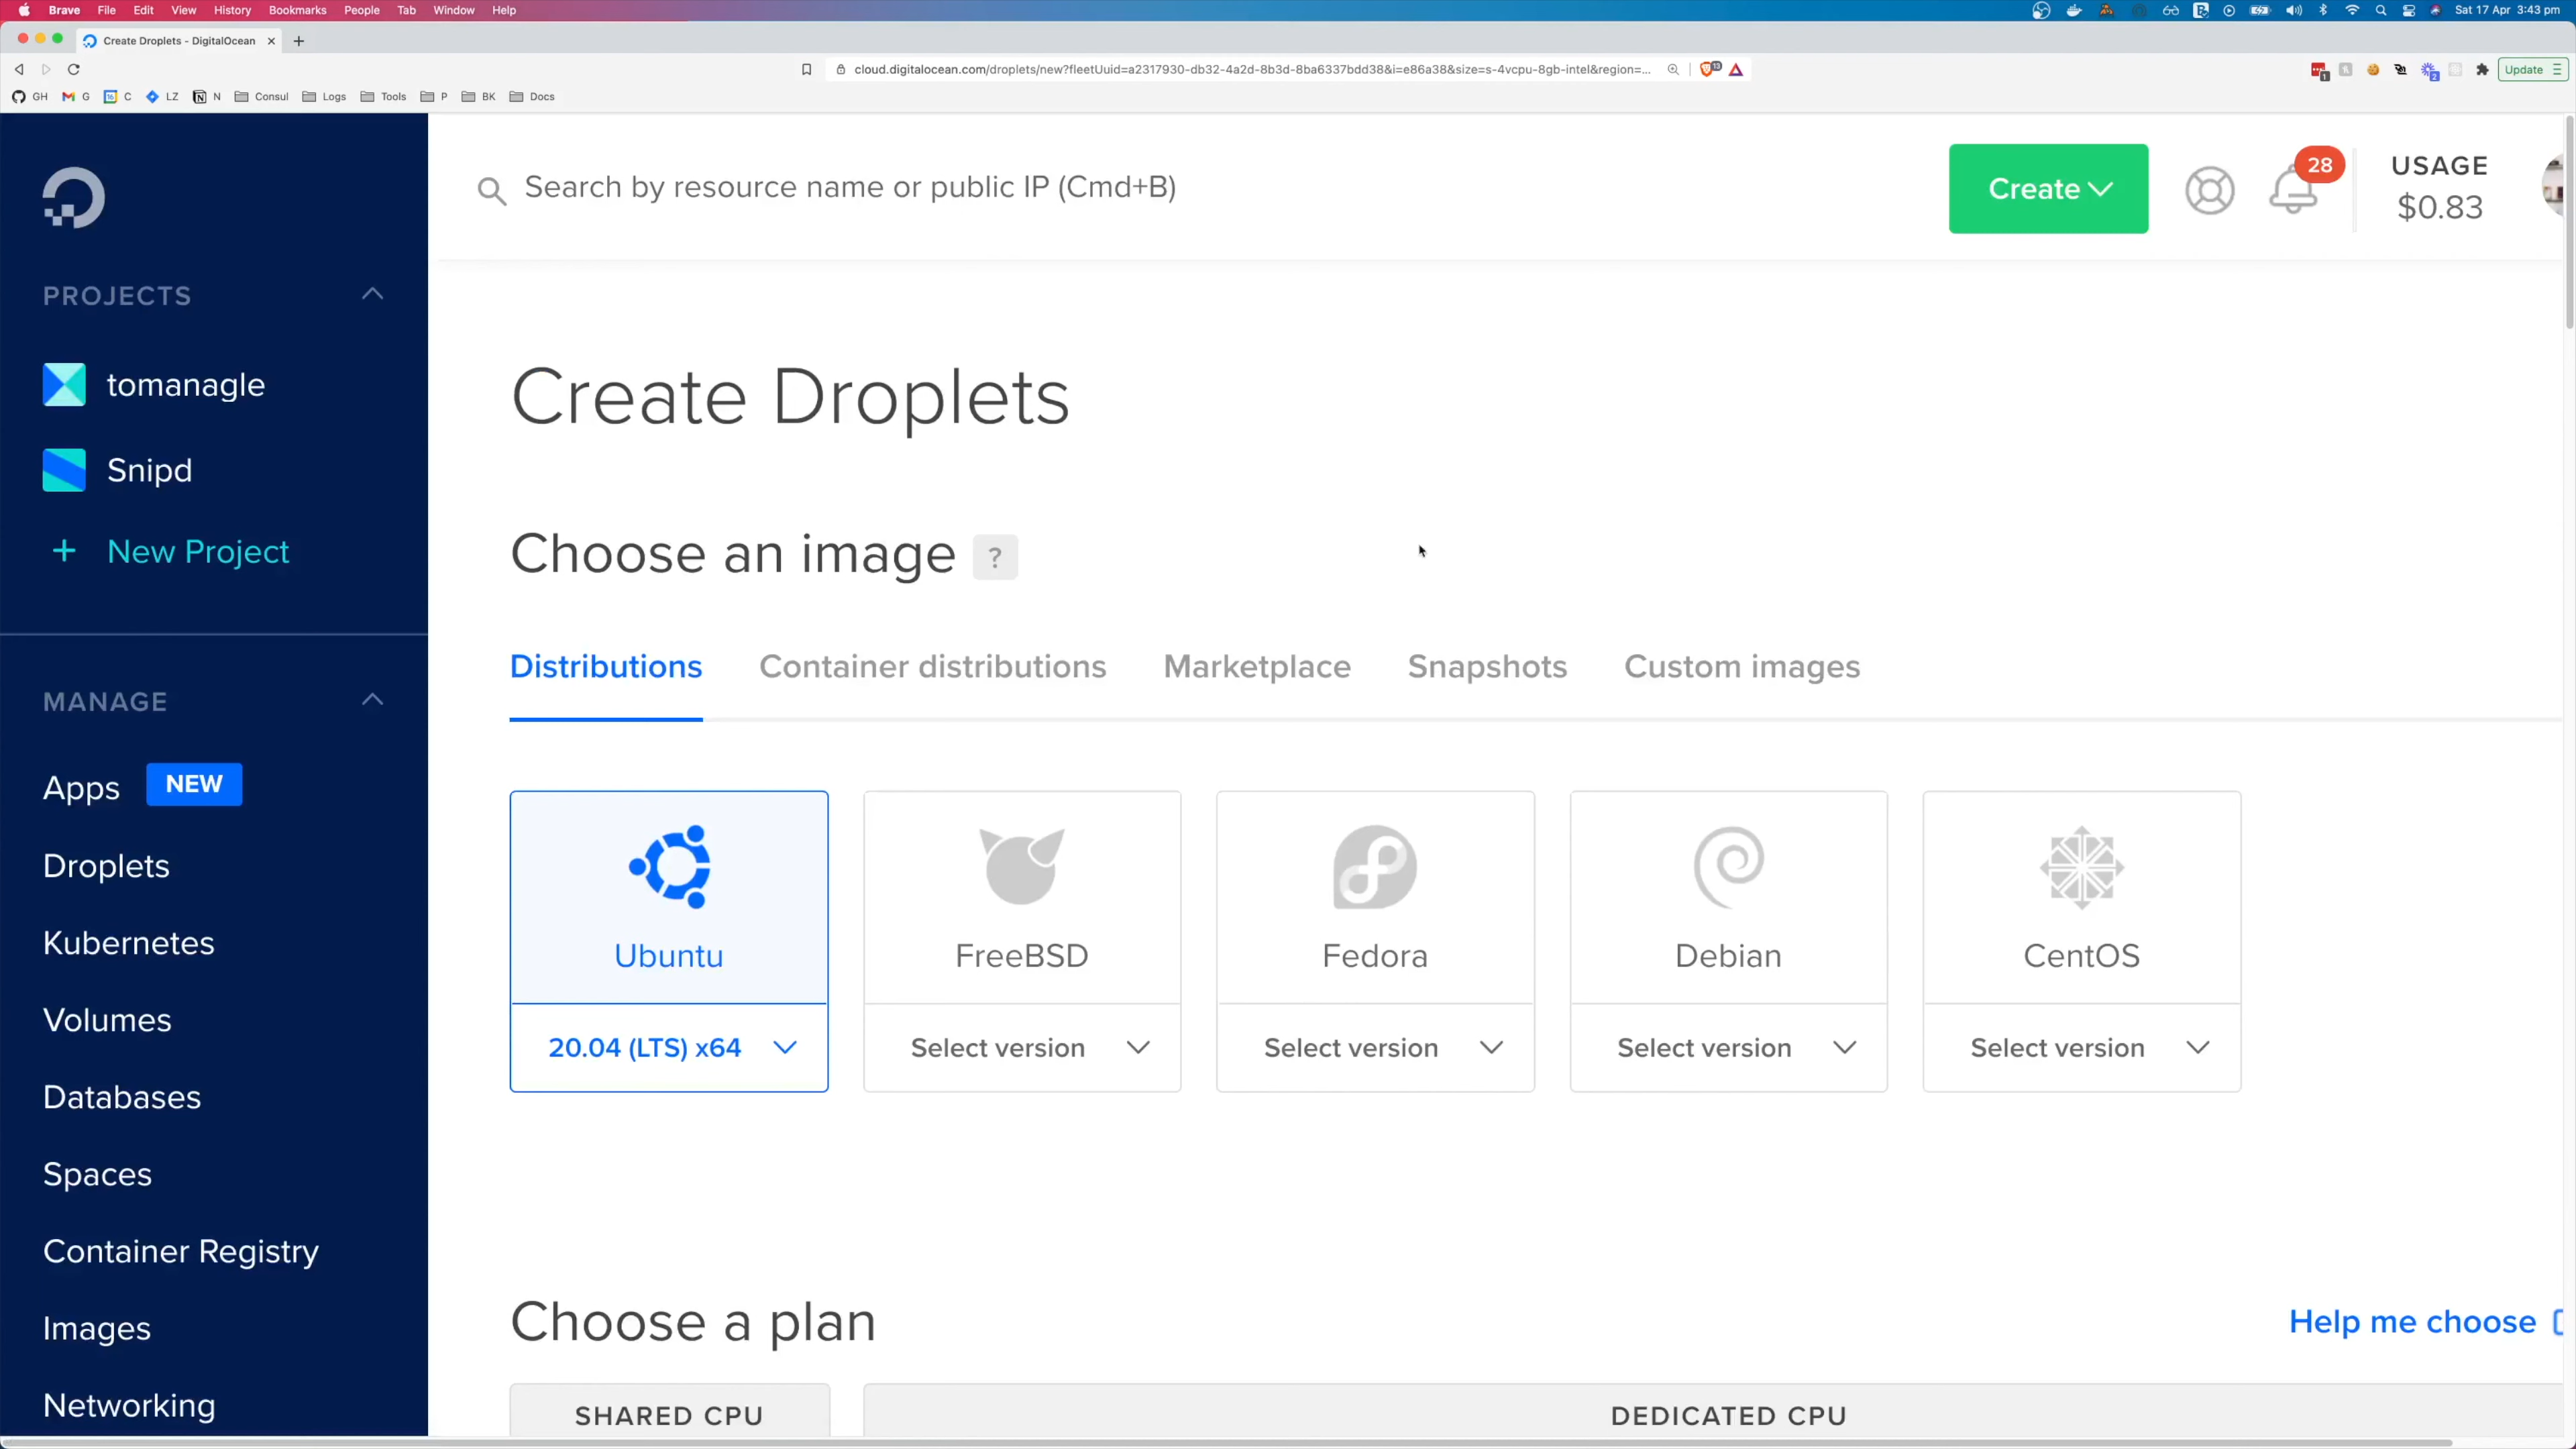 Brave File Edit View History Bookmarks People Tab Window Help
Sat 17 Apr 3:43 pm
Create Droplets - DigitalOcean
cloud.digitalocean.com/droplets/new?fleetUuid=a2317930-db32-4a2d-8b3d-8ba6337bdd38&i=e86a38&size=s-4vcpu-8gb-intel&region=...
Update
GH G C LZ N Consul Logs Tools P BK Docs
Search by resource name or public IP (Cmd+B)
Create
28
USAGE
$0.83
PROJECTS
tomanagle
Snipd
+ New Project
MANAGE
Apps NEW
Droplets
Kubernetes
Volumes
Databases
Spaces
Container Registry
Images
Networking
Create Droplets
Choose an image ?
Distributions Container distributions Marketplace Snapshots Custom images
Ubuntu FreeBSD Fedora Debian CentOS
20.04 (LTS) x64 Select version Select version Select version Select version
Choose a plan
Help me choose
SHARED CPU DEDICATED CPU